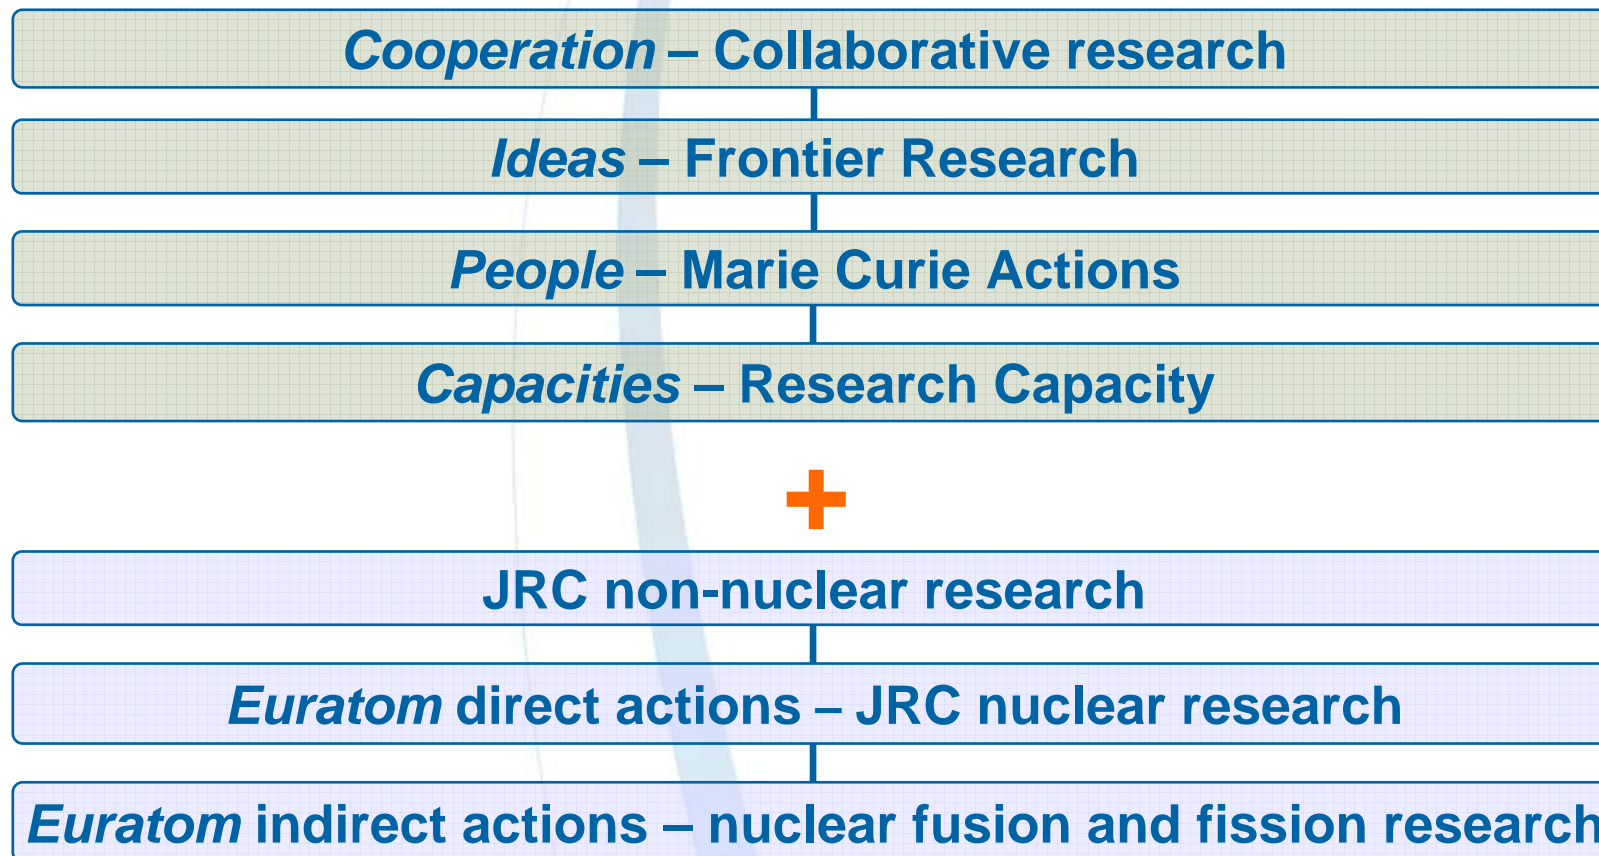 Cooperation – Collaborative research
Ideas – Frontier Research
People – Marie Curie Actions
Capacities – Research Capacity
+
JRC non-nuclear research
Euratom direct actions – JRC nuclear research
Euratom indirect actions – nuclear fusion and fission research